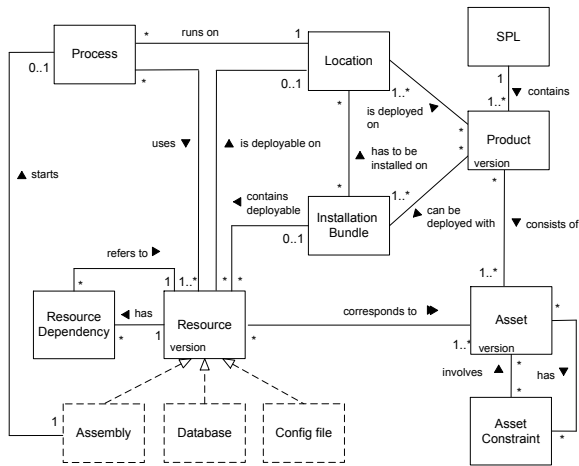 *
runs on
1
SPL
Process
Location
0..1
*
0..1
1
contains
1..*
1..*
is deployed
on
*
Product
uses
is deployable on
*
*
version
has to be
installed on
starts
*
contains
deployable
*
1..*
Installation
Bundle
can be
deployed with
consists of
0..1
refers to
*
1
1..*
*
*
1..*
Resource
Dependency
has
Resource
corresponds to
Asset
*
*
1
version
*
1..*
version
involves
*
has
*
1
Assembly
Database
Config file
Asset
Constraint
*